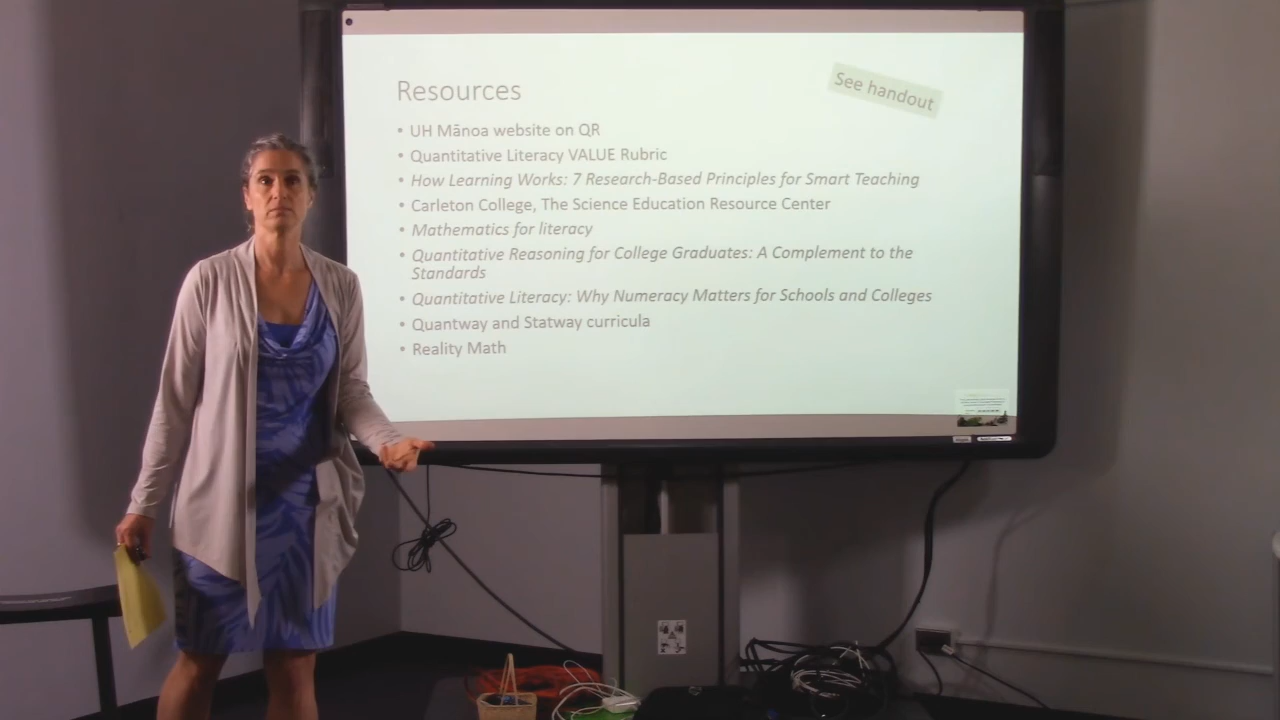 Resources
See handout
• UH Mānoa website on QR
• Quantitative Literacy VALUE Rubric
• How Learning Works: 7 Research-Based Principles for Smart Teaching
• Carleton College, The Science Education Resource Center
• Mathematics for literacy
• Quantitative Reasoning for College Graduates: A Complement to the
Standards
• Quantitative Literacy: Why Numeracy Matters for Schools and Colleges
• Quantway and Statway curricula
• Reality Math